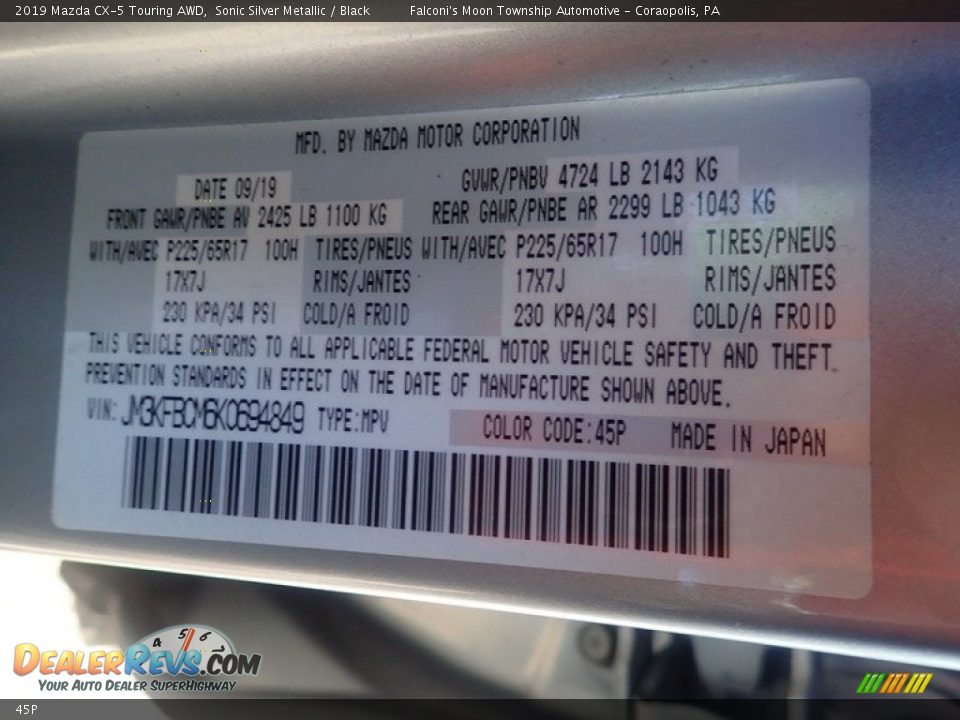 2019 Mazda CX-5 Touring AWD, Sonic Silver Metallic / Black Falconi's Moon Township Automotive - Coraopolis, PA
MFD. BY MAZDA MOTOR CORPORATION
DATE 09/19 GVWR/PNBV 4724 LB 2143 KG
FRONT GAWR/PNBE AV 2425 LB 1100 KG REAR GAWR/PNBE AR 2299 LB 1043 KG
WITH/AVEC P225/65R17 100H TIRES/PNEUS WITH/AVEC P225/65R17 100H TIRES/PNEUS
17X7J RIMS/JANTES 17X7J RIMS/JANTES
230 KPA/34 PSI COLD/A FROID 230 KPA/34 PSI COLD/A FROID
THIS VEHICLE CONFORMS TO ALL APPLICABLE FEDERAL MOTOR VEHICLE SAFETY AND THEFT
PREVENTION STANDARDS IN EFFECT ON THE DATE OF MANUFACTURE SHOWN ABOVE.
VIN: JM3KFBCM6K0694849 TYPE:MPV COLOR CODE:45P MADE IN JAPAN
4 5 6
DEALERREVS.COM
YOUR AUTO DEALER SUPERHIGHWAY
45P